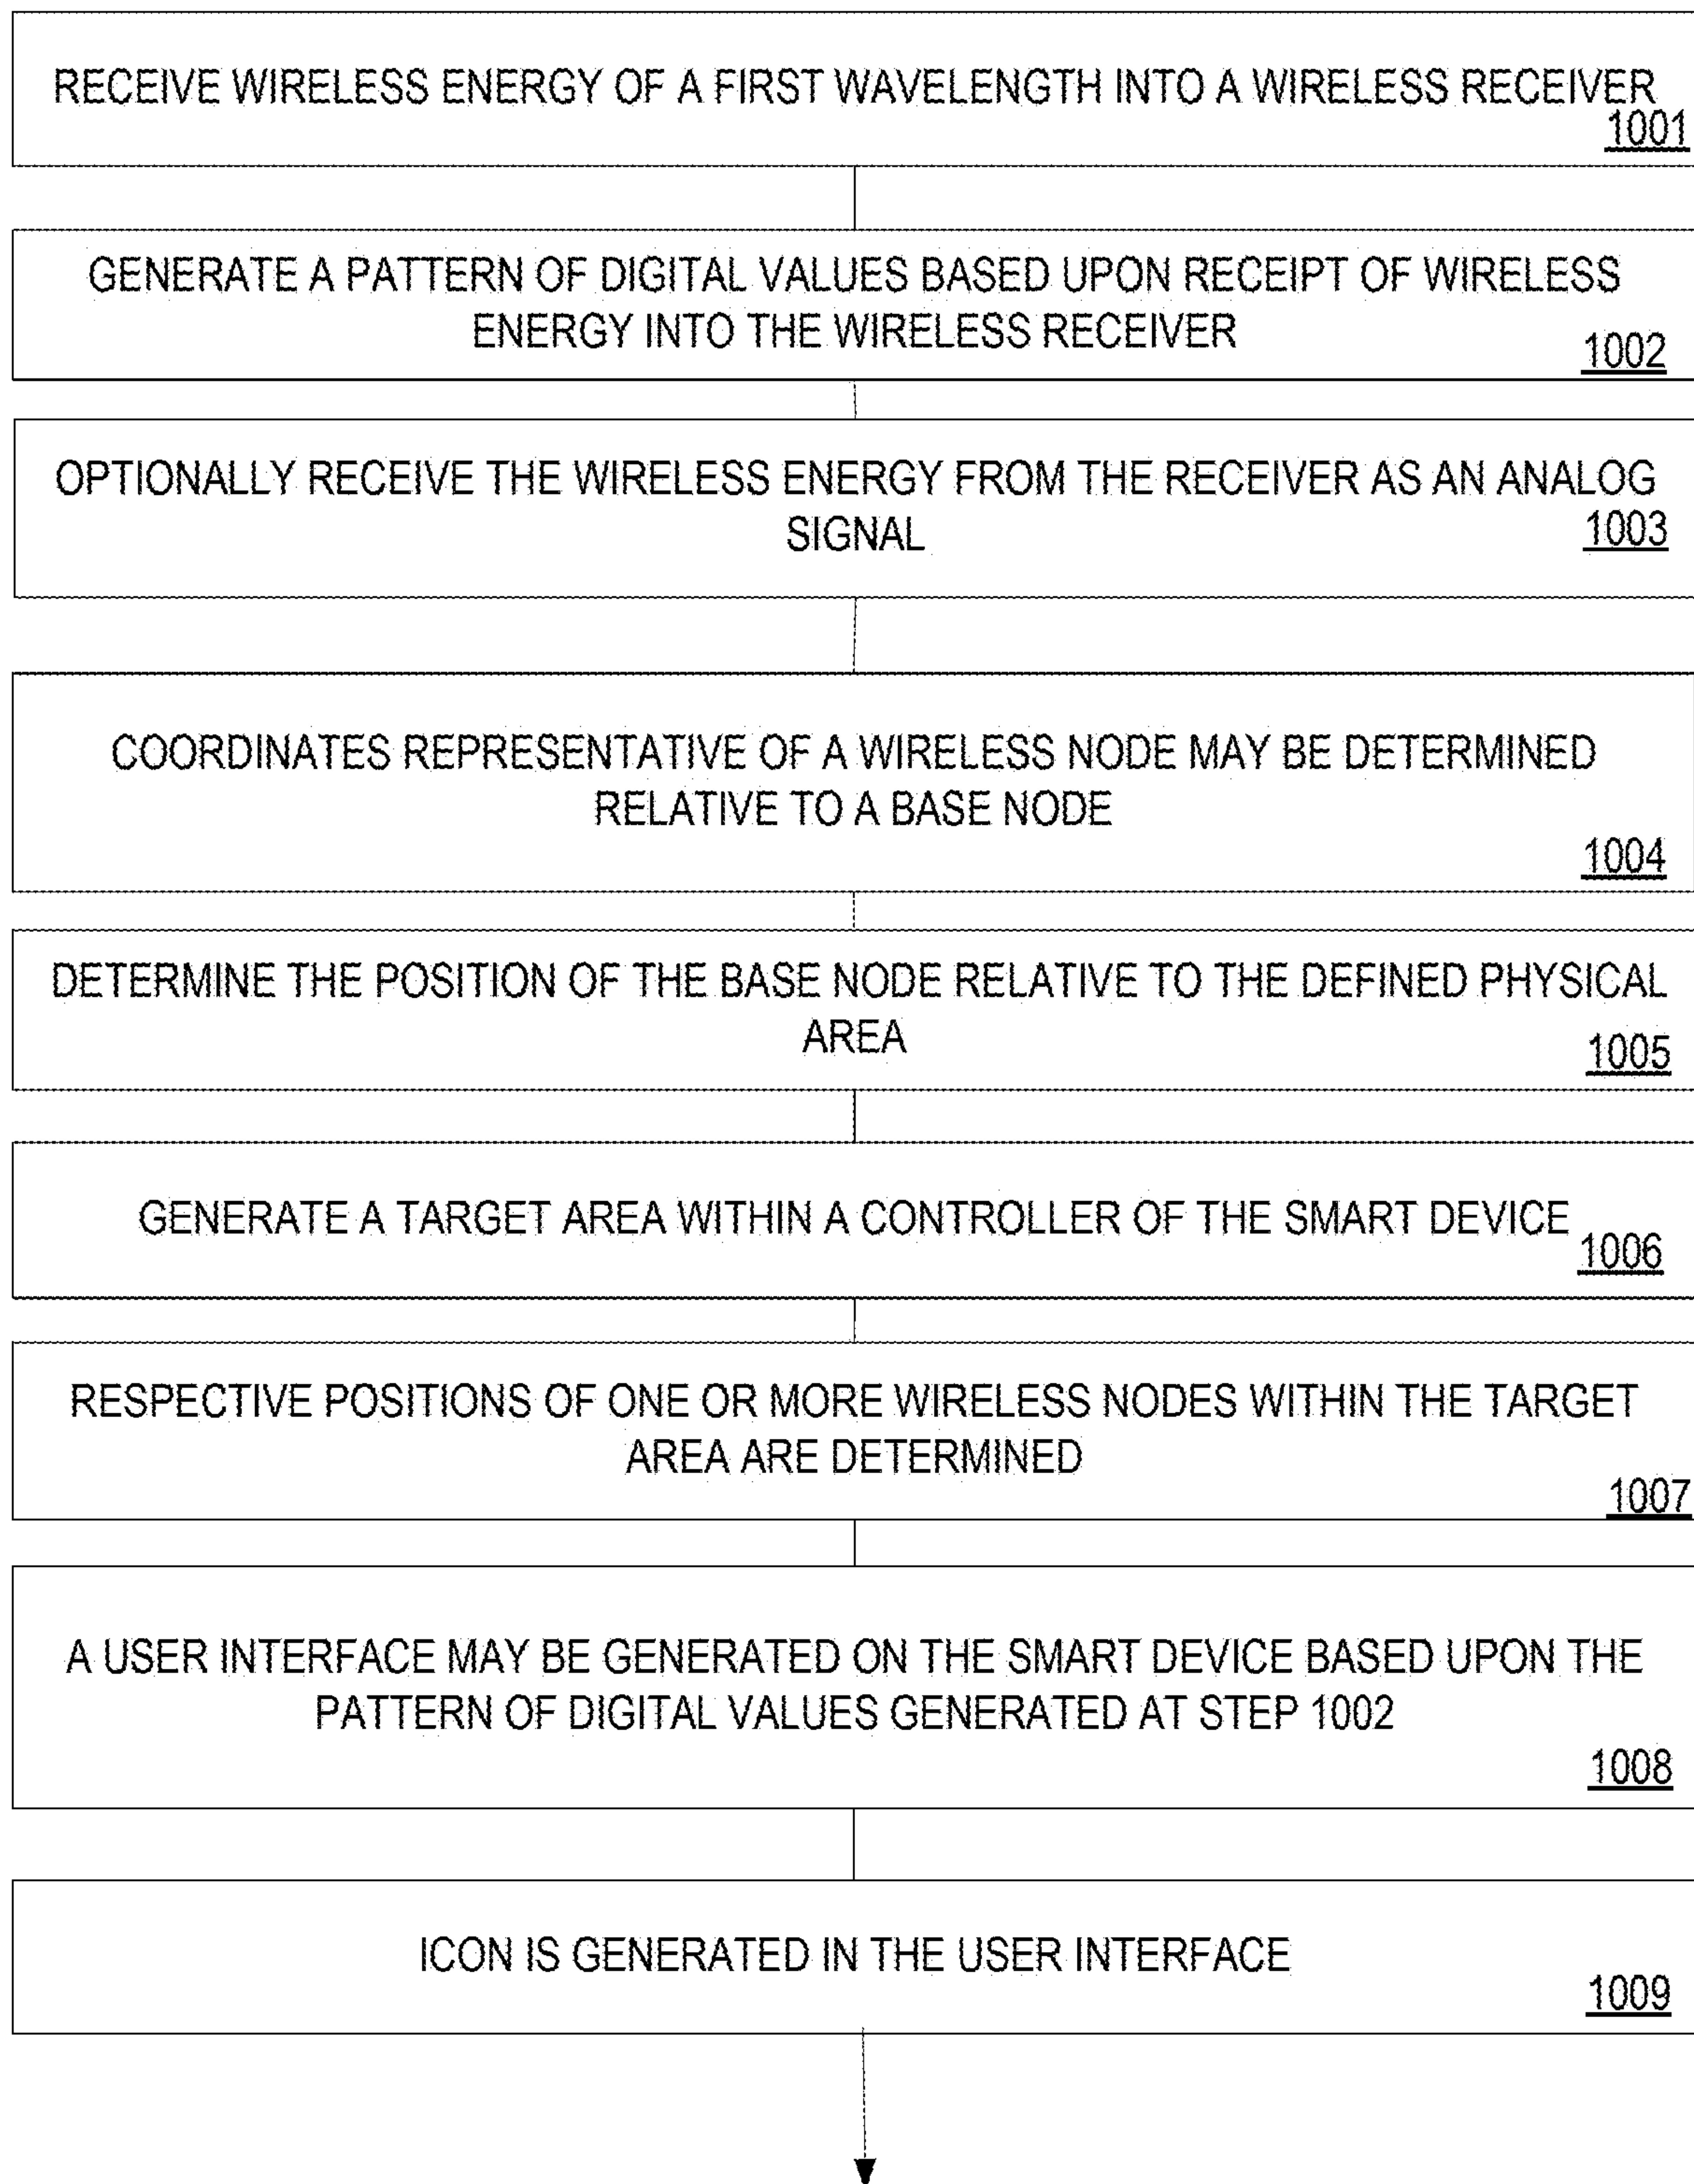 RECEIVE WIRELESS ENERGY OF A FIRST WAVELENGTH INTO A WIRELESS RECEIVER
1001
GENERATE A PATTERN OF DIGITAL VALUES BASED UPON RECEIPT OF WIRELESS
ENERGY INTO THE WIRELESS RECEIVER
1002
OPTIONALLY RECEIVE THE WIRELESS ENERGY FROM THE RECEIVER AS AN ANALOG
SIGNAL
1003
COORDINATES REPRESENTATIVE OF A WIRELESS NODE MAY BE DETERMINED
RELATIVE TO A BASE NODE
1004
DETERMINE THE POSITION OF THE BASE NODE RELATIVE TO THE DEFINED PHYSICAL
AREA
1005
GENERATE A TARGET AREA WITHIN A CONTROLLER OF THE SMART DEVICE
1006
RESPECTIVE POSITIONS OF ONE OR MORE WIRELESS NODES WITHIN THE TARGET
AREA ARE DETERMINED
1007
A USER INTERFACE MAY BE GENERATED ON THE SMART DEVICE BASED UPON THE
PATTERN OF DIGITAL VALUES GENERATED AT STEP 1002
1008
ICON IS GENERATED IN THE USER INTERFACE
1009